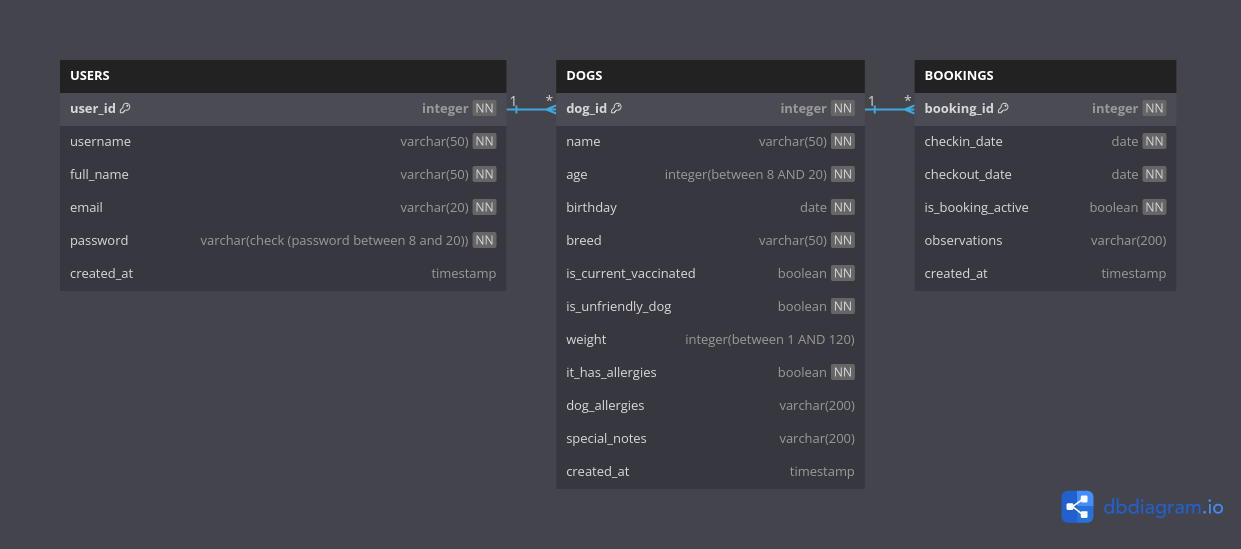 USERS
user_id integer NN
username varchar(50) NN
full_name varchar(50) NN
email varchar(20) NN
password varchar(check (password between 8 and 20)) NN
created_at timestamp
1 *
DOGS
dog_id integer NN
name varchar(50) NN
age integer(between 8 AND 20) NN
birthday date NN
breed varchar(50) NN
is_current_vaccinated boolean NN
is_unfriendly_dog boolean NN
weight integer(between 1 AND 120)
it_has_allergies boolean NN
dog_allergies varchar(200)
special_notes varchar(200)
created_at timestamp
1 *
BOOKINGS
booking_id integer NN
checkin_date date NN
checkout_date date NN
is_booking_active boolean NN
observations varchar(200)
created_at timestamp
dbdiagram.io